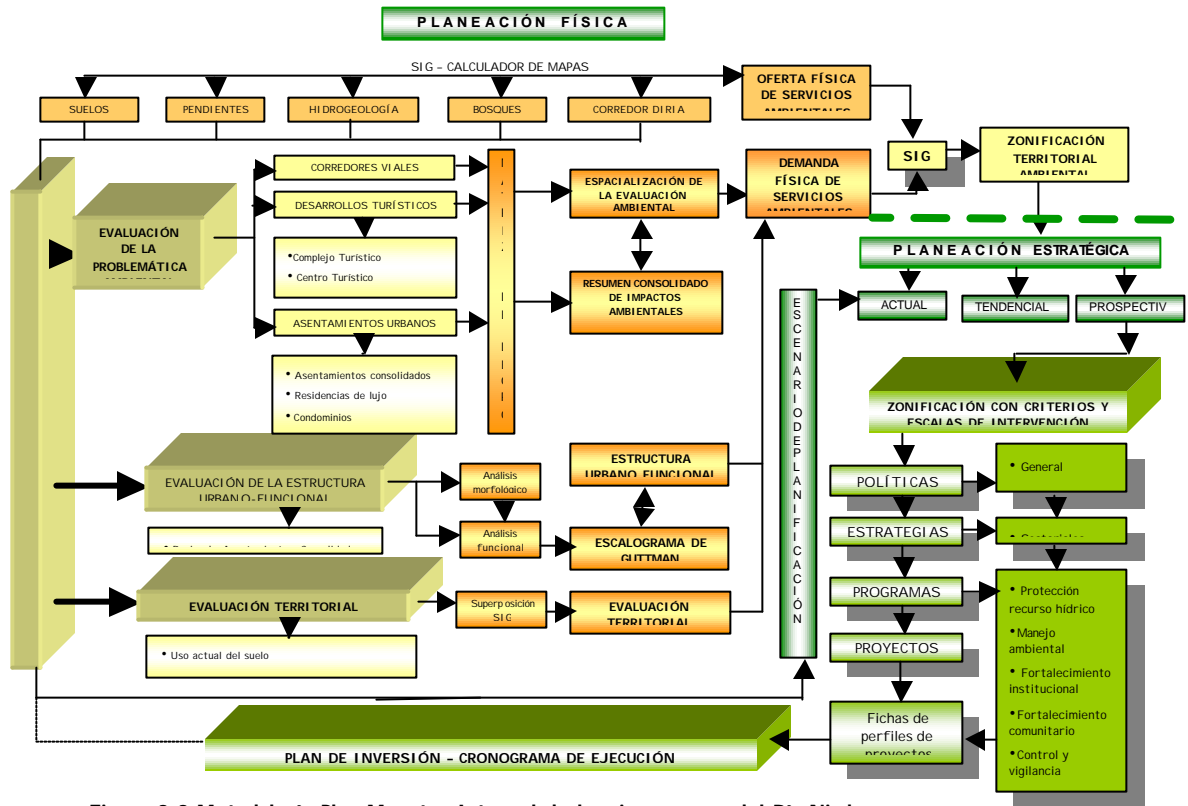 PLANEACIÓN FÍSICA
SIG – CALCULADOR DE MAPAS
SUELOS
PENDIENTES
HIDROGEOLOGÍA
BOSQUES
CORREDOR DIRIA
OFERTA FÍSICA
DE SERVICIOS
AMBIENTALES
SIG
ZONIFICACIÓN
TERRITORIAL
AMBIENTAL
EVALUACIÓN
DE LA
PROBLEMÁTICA
CORREDORES VIALES
DESARROLLOS TURÍSTICOS
•Complejo Turístico
• Centro Turístico
ASENTAMIENTOS URBANOS
• Asentamientos consolidados
• Residencias de lujo
• Condominios
ESPACIALIZACIÓN DE
LA EVALUACIÓN
AMBIENTAL
RESUMEN CONSOLIDADO
DE IMPACTOS
AMBIENTALES
DEMANDA
FÍSICA DE
SERVICIOS
AMBIENTALES
PLANEACIÓN ESTRATÉGICA
ACTUAL
TENDENCIAL
PROSPECTIV
ESCENARIODEPLANIFICACIÓN
ZONIFICACIÓN CON CRITERIOS Y
ESCALAS DE INTERVENCIÓN
EVALUACIÓN DE LA ESTRUCTURA
URBANO-FUNCIONAL
Análisis
morfológico
Análisis
funcional
ESTRUCTURA
URBANO FUNCIONAL
ESCALOGRAMA DE
GUTTMAN
EVALUACIÓN TERRITORIAL
• Uso actual del suelo
Superposición
SIG
EVALUACIÓN
TERRITORIAL
POLÍTICAS
• General
ESTRATEGIAS
PROGRAMAS
PROYECTOS
• Protección
recurso hídrico
•Manejo
ambiental
• Fortalecimiento
institucional
•Fortalecimiento
comunitario
•Control y
vigilancia
Fichas de
perfiles de
proyectos
PLAN DE INVERSIÓN – CRONOGRAMA DE EJECUCIÓN